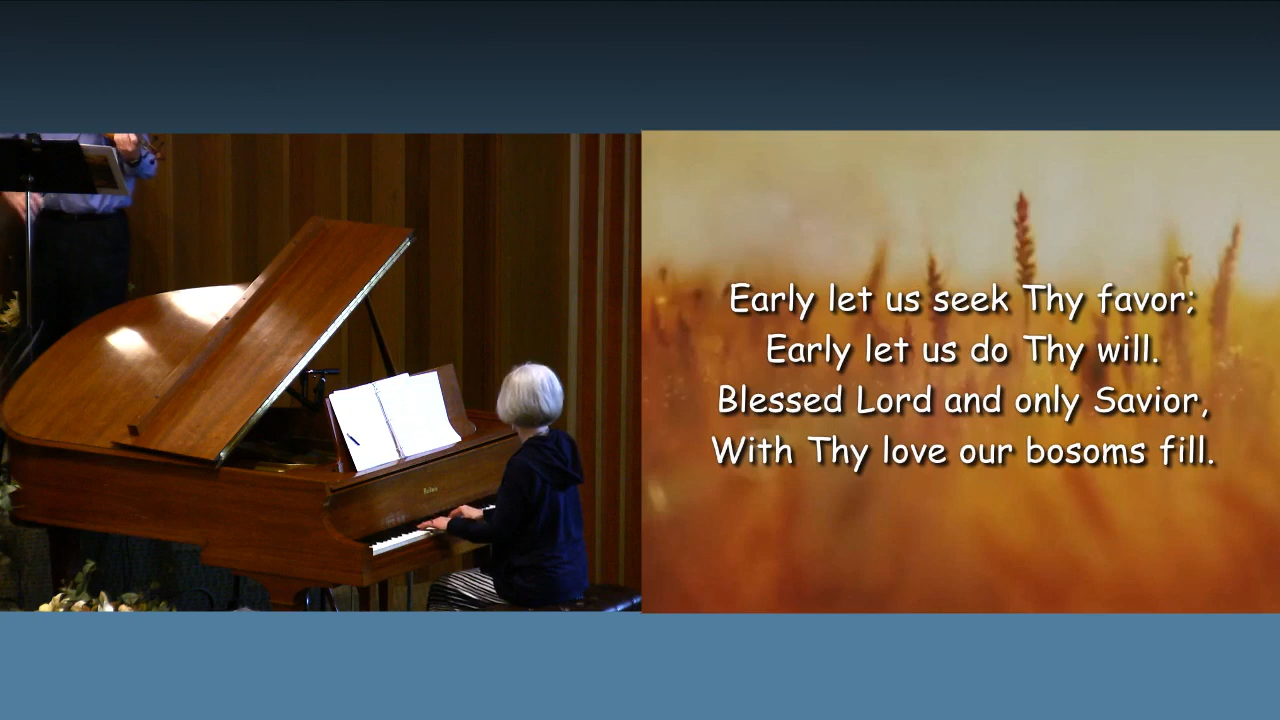 Early let us seek Thy favor;
Early let us do Thy will.
Blessed Lord and only Savior,
With Thy love our bosoms fill.